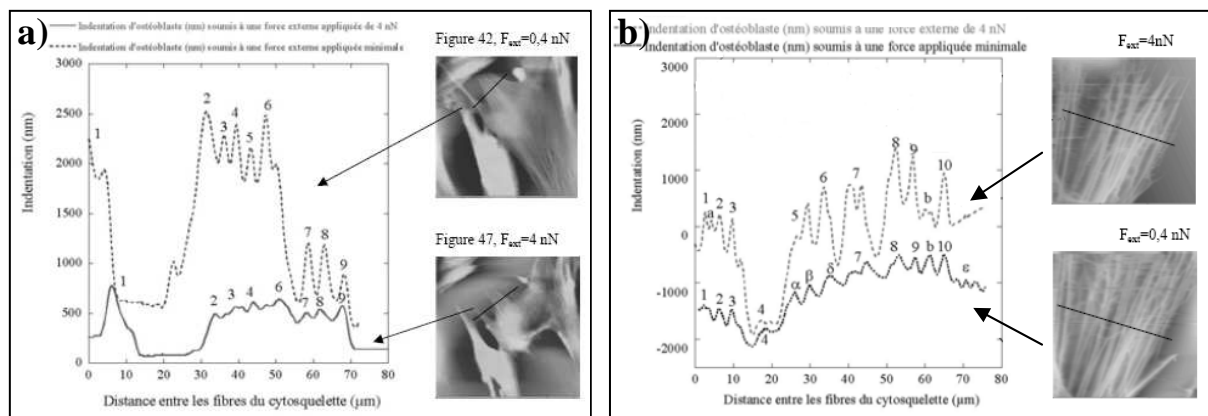 a)
Indentation d'ostéoblaste (nm) soumis à une force externe appliquée de 4 nN
Indentation d'ostéoblaste (nm) soumis à une force externe appliquée minimale
3000
2500
2000
1500
1000
500
0
Indentation (nm)
1
2
3
4
5
6
7
8
9
1
2
3
4
5
6
7
8
9
0 10 20 30 40 50 60 70 80
Distance entre les fibres du cytosquelette (µm)
Figure 42, Fext=0,4 nN
Figure 47, Fext=4 nN
b)
Indentation d'ostéoblaste (nm) soumis a une force externe de 4 nN
Indentation d'ostéoblaste (nm) soumis à une force appliquée minimale
1000
0
-1000
-2000
Indentation (nm)
1
a
2
3
4
5
6
7
8
9
b
10
1
2
3
4
α
β
δ
7
8
9
b
10
ε
0 10 20 30 40 50 60 70 80
Distance entre les fibres du cytosquelette (µm)
Fext=4nN
Fext=0,4 nN